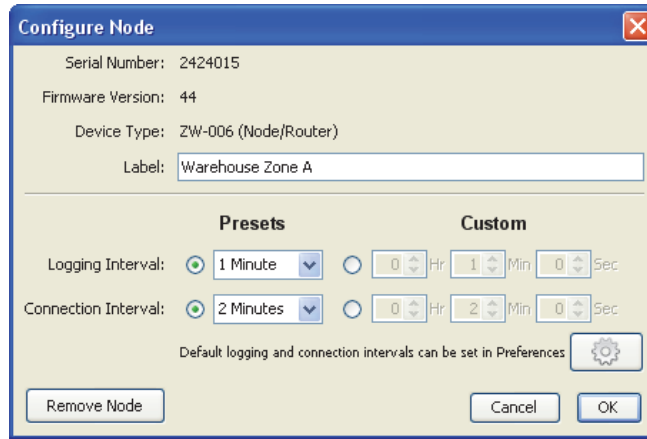 Configure Node
Serial Number: 2424015
Firmware Version: 44
Device Type: ZW-006 (Node/Router)
Label: Warehouse Zone A
Presets Custom
Logging Interval: 1 Minute 0 Hr 1 Min 0 Sec
Connection Interval: 2 Minutes 0 Hr 2 Min 0 Sec
Default logging and connection intervals can be set in Preferences
Remove Node Cancel OK